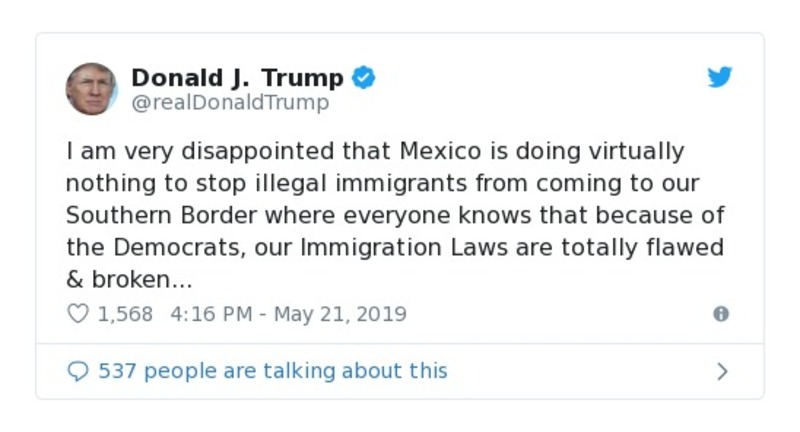 Donald J. Trump
@realDonaldTrump
I am very disappointed that Mexico is doing virtually
nothing to stop illegal immigrants from coming to our
Southern Border where everyone knows that because of
the Democrats, our Immigration Laws are totally flawed
& broken...
1,568 4:16 PM - May 21, 2019
537 people are talking about this